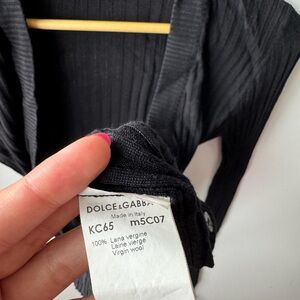 DOLCE&GABBANA
Made in Italy
KC65 m5C07
100% Lana vergine
Laine vierge
Virgin wool